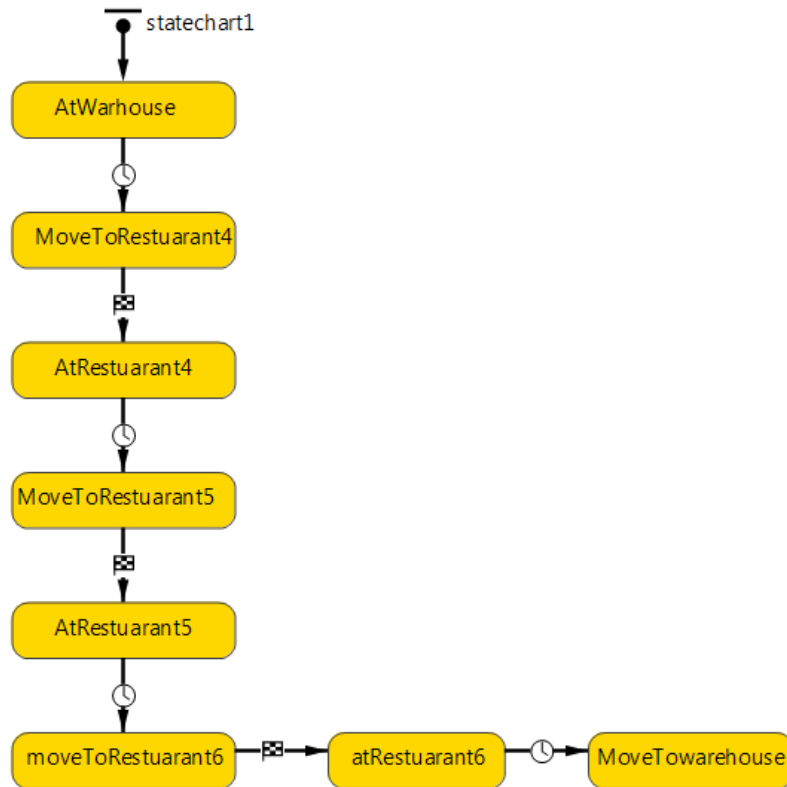 statechart1
AtWarhouse
MoveToRestuarant4
AtRestuarant4
MoveToRestuarant5
AtRestuarant5
moveToRestuarant6
atRestuarant6
MoveTowarehouse